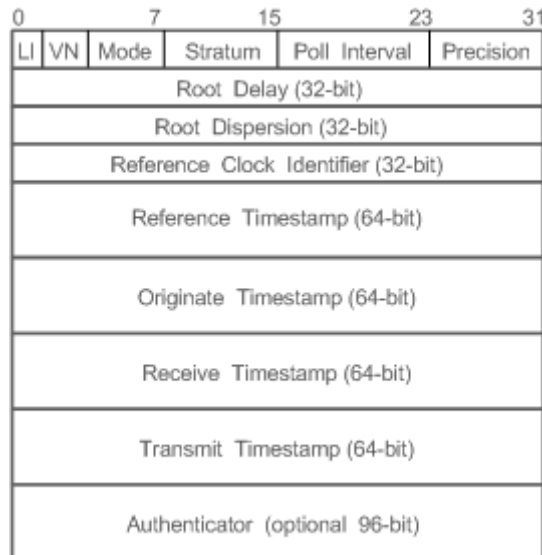 0 7 15 23 31
LI VN Mode Stratum Poll Interval Precision
Root Delay (32-bit)
Root Dispersion (32-bit)
Reference Clock Identifier (32-bit)
Reference Timestamp (64-bit)
Originate Timestamp (64-bit)
Receive Timestamp (64-bit)
Transmit Timestamp (64-bit)
Authenticator (optional 96-bit)